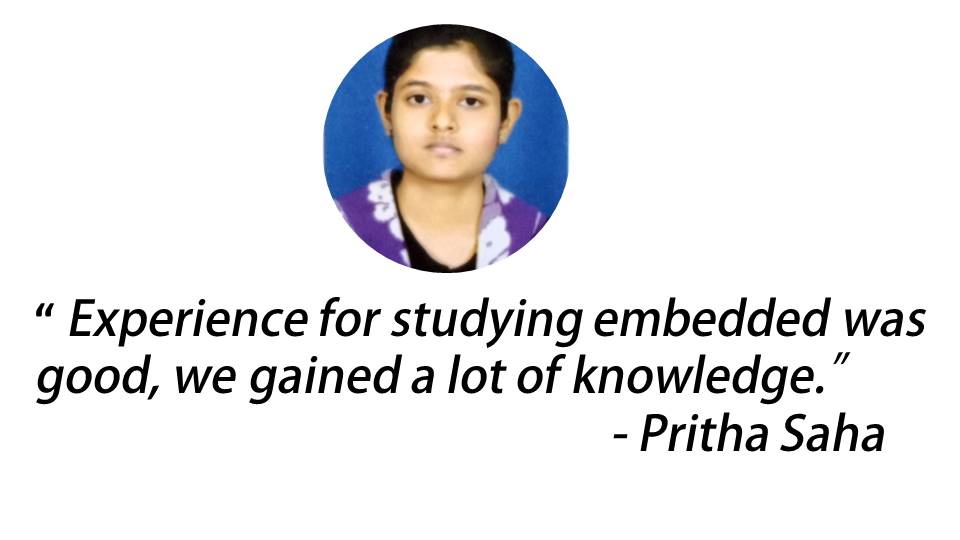 “ Experience for studying embedded was
good, we gained a lot of knowledge.”
- Pritha Saha